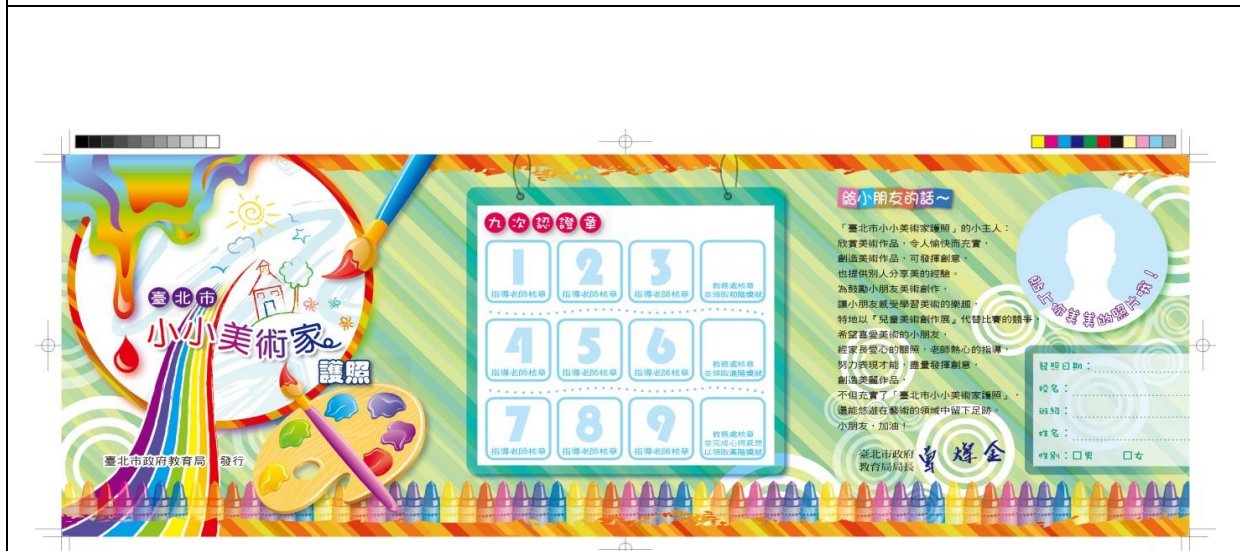 臺北市
小小美術家
護照
臺北市政府教育局 發行
九次認證章
1
指導老師核章
2
指導老師核章
3
指導老師核章
教務處核章
並領取初階獎狀
4
指導老師核章
5
指導老師核章
6
指導老師核章
教務處核章
並領取進階獎狀
7
指導老師核章
8
指導老師核章
9
指導老師核章
教務處核章
並完成心得感想
以領取高階獎狀
給小朋友的話～
「臺北市小小美術家護照」的小主人：
欣賞美術作品，令人愉快而充實，
創造美術作品，可發揮創意，
也提供別人分享美的經驗。
為鼓勵小朋友美術創作，
讓小朋友感受學習美術的樂趣，
特地以『兒童美術創作展』代替比賽的競爭，
希望喜愛美術的小朋友，
經家長愛心的關照，老師熱心的指導，
努力表現才能，盡量發揮創意，
創造美麗作品，
不但充實了「臺北市小小美術家護照」，
還能悠遊在藝術的領域中留下足跡。
小朋友，加油！
臺北市政府
教育局局長 曾燦金
貼上你美美的照片哦！
發照日期：
校名：
班級：
姓名：
性別：□男 □女